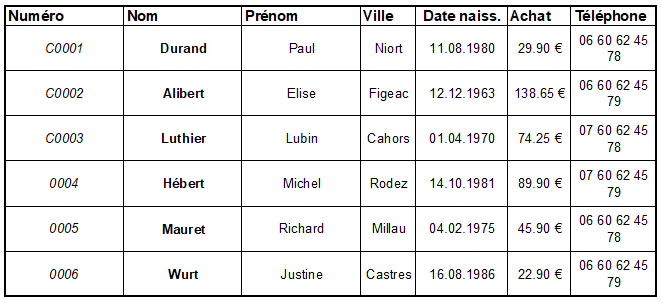 Numéro Nom Prénom Ville Date naiss. Achat Téléphone
C0001 Durand Paul Niort 11.08.1980 29.90 € 06 60 62 45 78
C0002 Alibert Elise Figeac 12.12.1963 138.65 € 06 60 62 45 79
C0003 Luthier Lubin Cahors 01.04.1970 74.25 € 07 60 62 45 78
0004 Hébert Michel Rodez 14.10.1981 89.90 € 07 60 62 45 79
0005 Mauret Richard Millau 04.02.1975 45.90 € 06 60 62 45 78
0006 Wurt Justine Castres 16.08.1986 22.90 € 06 60 62 45 79